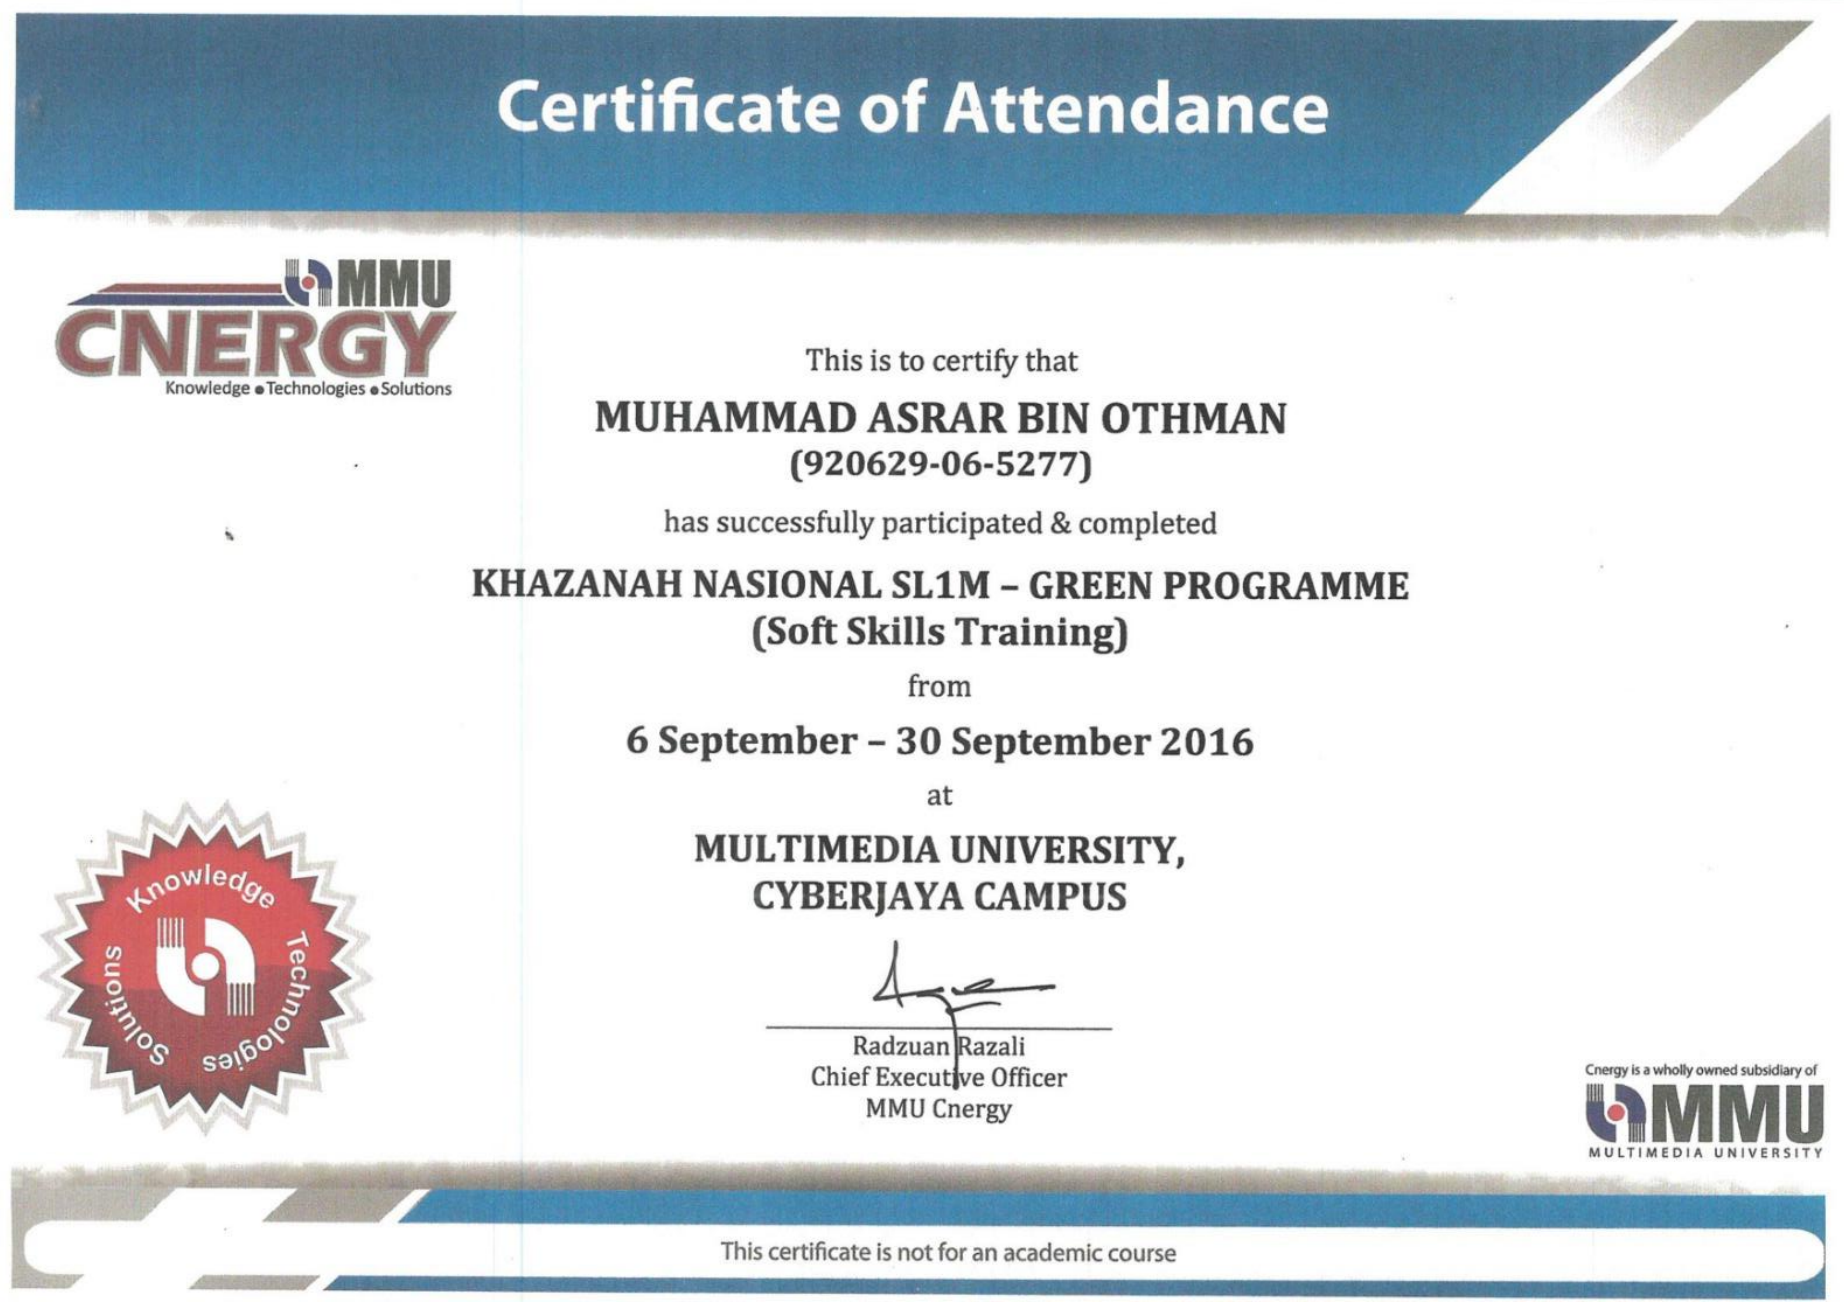 Certificate of Attendance
MMU
CNERGY
Knowledge ● Technologies ● Solutions
This is to certify that
MUHAMMAD ASRAR BIN OTHMAN
(920629-06-5277)
has successfully participated & completed
KHAZANAH NASIONAL SL1M – GREEN PROGRAMME
(Soft Skills Training)
from
6 September – 30 September 2016
at
MULTIMEDIA UNIVERSITY,
CYBERJAYA CAMPUS
Knowledge
Technologies
Solutions
Radzuan Razali
Chief Executive Officer
MMU Cnergy
Cnergy is a wholly owned subsidiary of
MMU
MULTIMEDIA UNIVERSITY
This certificate is not for an academic course